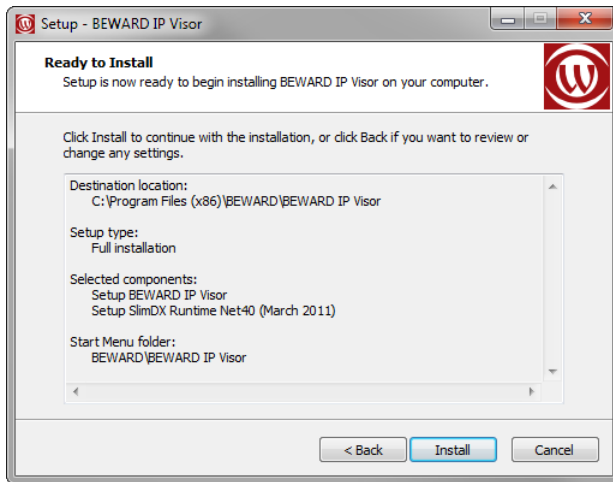 Setup - BEWARD IP Visor
Ready to Install
Setup is now ready to begin installing BEWARD IP Visor on your computer.
Click Install to continue with the installation, or click Back if you want to review or
change any settings.
Destination location:
C:\Program Files (x86)\BEWARD\BEWARD IP Visor
Setup type:
Full installation
Selected components:
Setup BEWARD IP Visor
Setup SlimDX Runtime Net40 (March 2011)
Start Menu folder:
BEWARD\BEWARD IP Visor
< Back
Install
Cancel